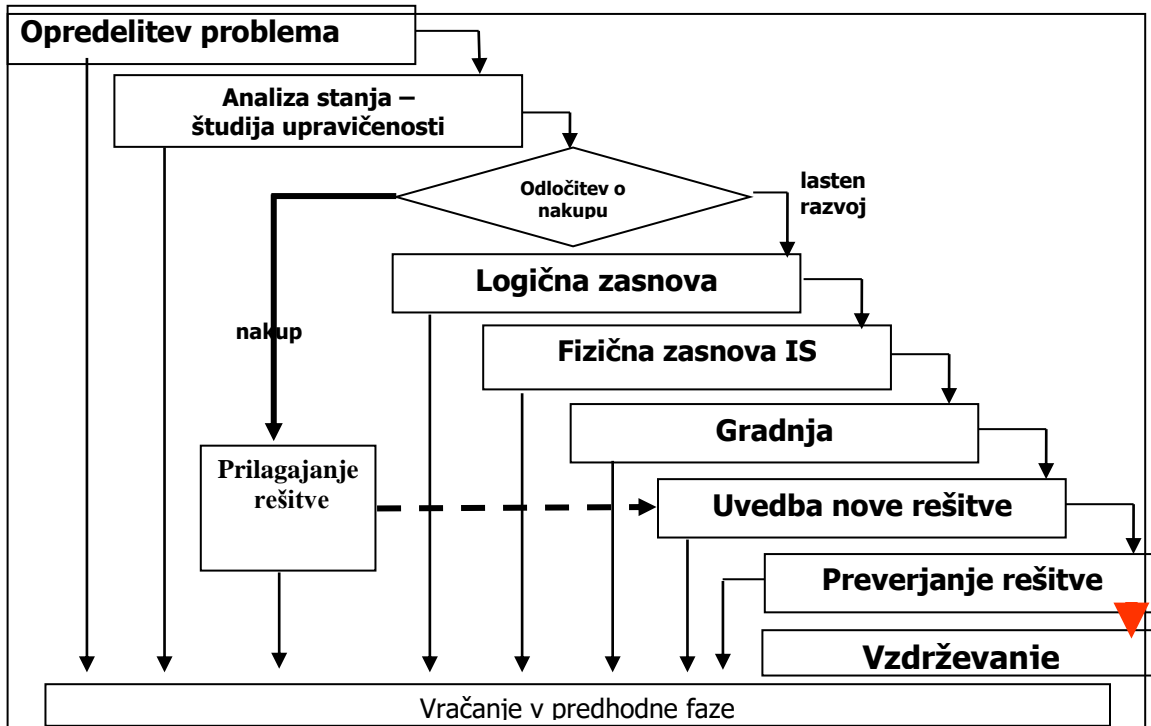 Opredelitev problema
Analiza stanja –
študija upravičenosti
Odločitev o
nakupu
lasten
razvoj
Logična zasnova
nakup
Fizična zasnova IS
Gradnja
Prilagajanje
rešitve
Uvedba nove rešitve
Preverjanje rešitve
Vzdrževanje
Vračanje v predhodne faze